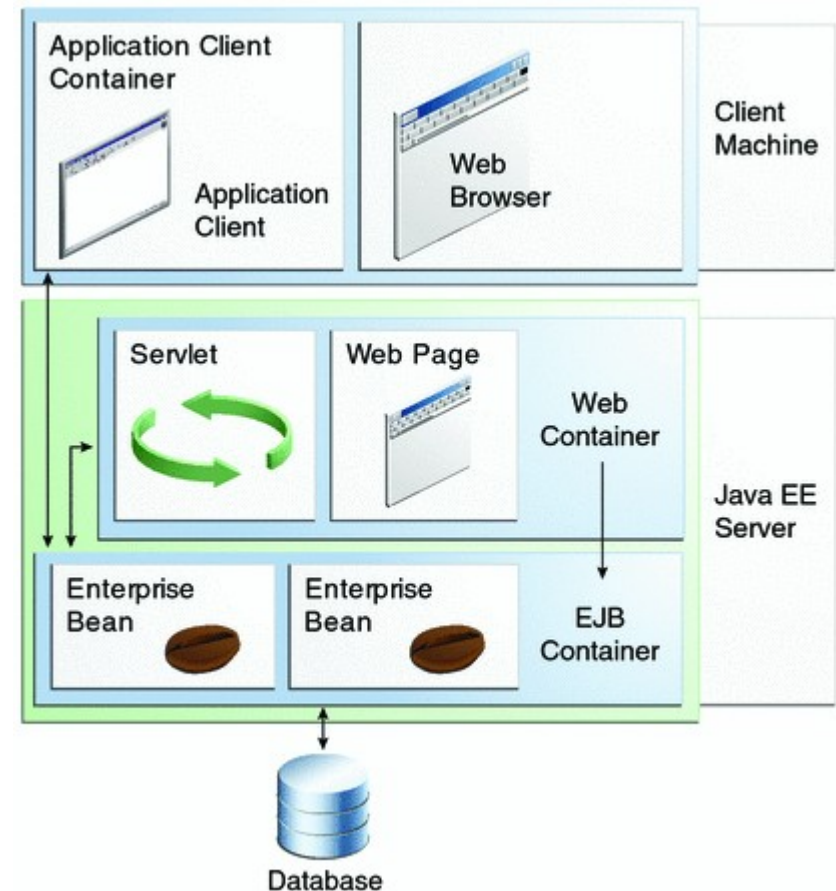 Application Client
Container
Application
Client
Web
Browser
Client
Machine
Servlet
Web Page
Web
Container
Java EE
Server
Enterprise
Bean
Enterprise
Bean
EJB
Container
Database